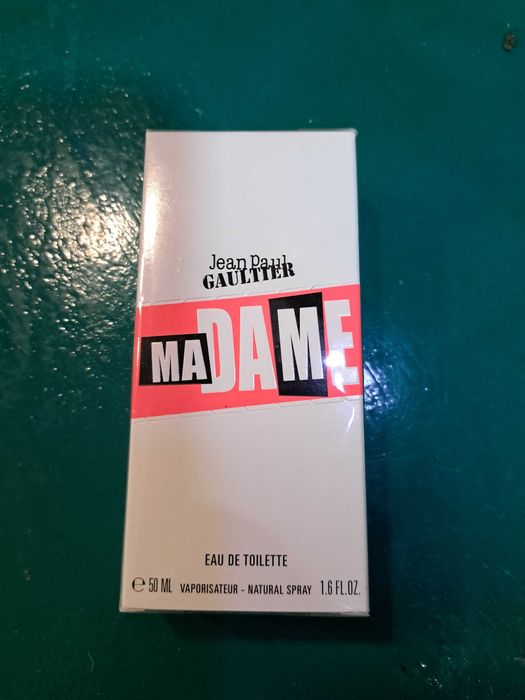 Jean Paul
GAULTIER
MADAME
EAU DE TOILETTE
℮ 50 ML VAPORISATEUR - NATURAL SPRAY 1.6 FL.OZ.